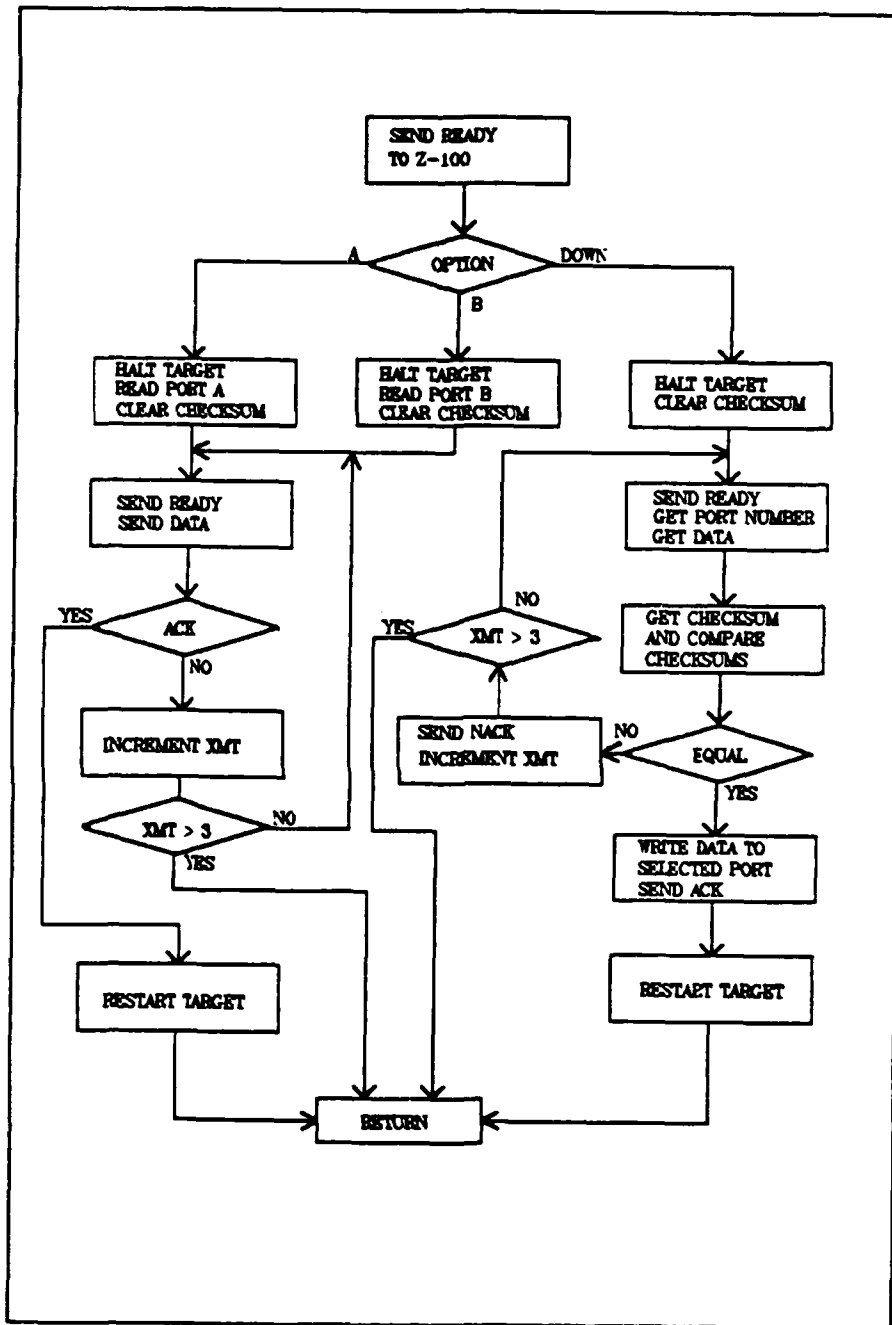 SEND READY
TO Z-100
OPTION
A
DOWN
B
HALT TARGET
READ PORT A
CLEAR CHECKSUM
HALT TARGET
READ PORT B
CLEAR CHECKSUM
HALT TARGET
CLEAR CHECKSUM
SEND READY
SEND DATA
SEND READY
GET PORT NUMBER
GET DATA
YES
ACK
NO
YES
XMT > 3
NO
GET CHECKSUM
AND COMPARE
CHECKSUMS
INCREMENT XMT
SEND NACK
INCREMENT XMT
NO
EQUAL
YES
XMT > 3
NO
YES
WRITE DATA TO
SELECTED PORT
SEND ACK
RESTART TARGET
RESTART TARGET
RETURN